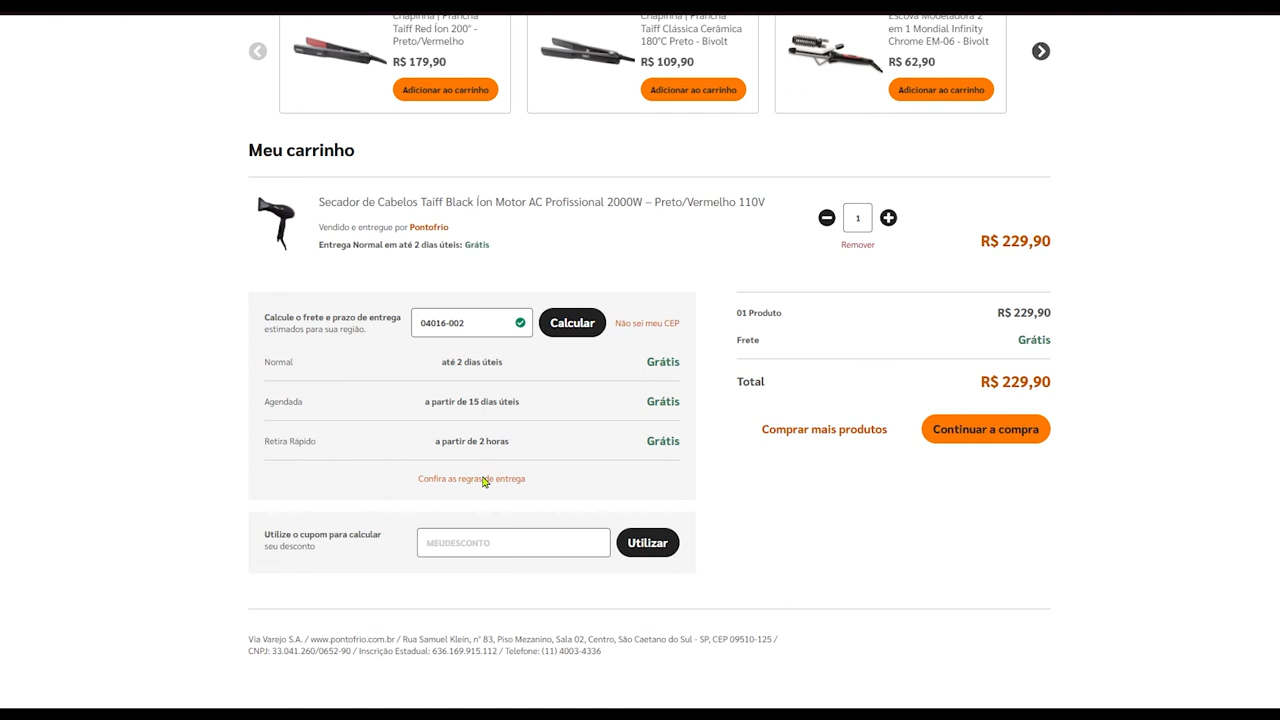 Chapinha | Prancha
Taiff Red Íon 200° -
Preto/Vermelho
R$ 179,90
Adicionar ao carrinho
Chapinha | Prancha
Taiff Clássica Cerâmica
180°C Preto - Bivolt
R$ 109,90
Adicionar ao carrinho
Escova Modeladora 2
em 1 Mondial Infinity
Chrome EM-06 - Bivolt
R$ 62,90
Adicionar ao carrinho
Meu carrinho
Secador de Cabelos Taiff Black Íon Motor AC Profissional 2000W – Preto/Vermelho 110V
Vendido e entregue por Pontofrio
Entrega Normal em até 2 dias úteis: Grátis
1
Remover
R$ 229,90
Calcule o frete e prazo de entrega
estimados para sua região.
04016-002
Calcular
Não sei meu CEP
Normal até 2 dias úteis Grátis
Agendada a partir de 15 dias úteis Grátis
Retira Rápido a partir de 2 horas Grátis
Confira as regras de entrega
01 Produto R$ 229,90
Frete Grátis
Total R$ 229,90
Comprar mais produtos
Continuar a compra
Utilize o cupom para calcular
seu desconto
MEUDESCONTO
Utilizar
Via Varejo S.A. / www.pontofrio.com.br / Rua Samuel Klein, n° 83, Piso Mezanino, Sala 02, Centro, São Caetano do Sul - SP, CEP 09510-125 /
CNPJ: 33.041.260/0652-90 / Inscrição Estadual: 636.169.915.112 / Telefone: (11) 4003-4336